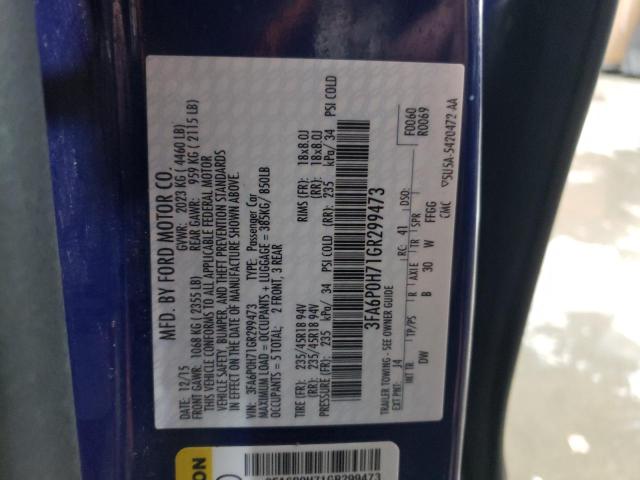 MFD. BY FORD MOTOR CO.
DATE: 12/15 GVWR: 2023 KG ( 4460 LB)
FRONT GAWR: 1068 KG ( 2355 LB) REAR GAWR: 959 KG ( 2115 LB)
THIS VEHICLE CONFORMS TO ALL APPLICABLE FEDERAL MOTOR
VEHICLE SAFETY, BUMPER, AND THEFT PREVENTION STANDARDS
IN EFFECT ON THE DATE OF MANUFACTURE SHOWN ABOVE.
VIN: 3FA6P0H71GR299473 TYPE: Passenger Car
MAXIMUM LOAD = OCCUPANTS + LUGGAGE = 385KG/ 850LB
OCCUPANTS = 5 TOTAL: 2 FRONT, 3 REAR
TIRE (FR): 235/45R18 94V RIMS (FR): 18x8.0J
(RR): 235/45R18 94V (RR): 18x8.0J
PRESSURE (FR): 235 kPa/ 34 PSI COLD (RR): 235 kPa/ 34 PSI COLD
3FA6P0H71GR299473
TRAILER TOWING - SEE OWNER GUIDE F0060
R0069
EXT PNT: J4 RC: 41 DSO:
INT TR TP/PS R AXLE TR SPR
DW B 30 W FFGG
CMC ▽5U5A-5420472 AA
ON
3FA6P0H71GR299473